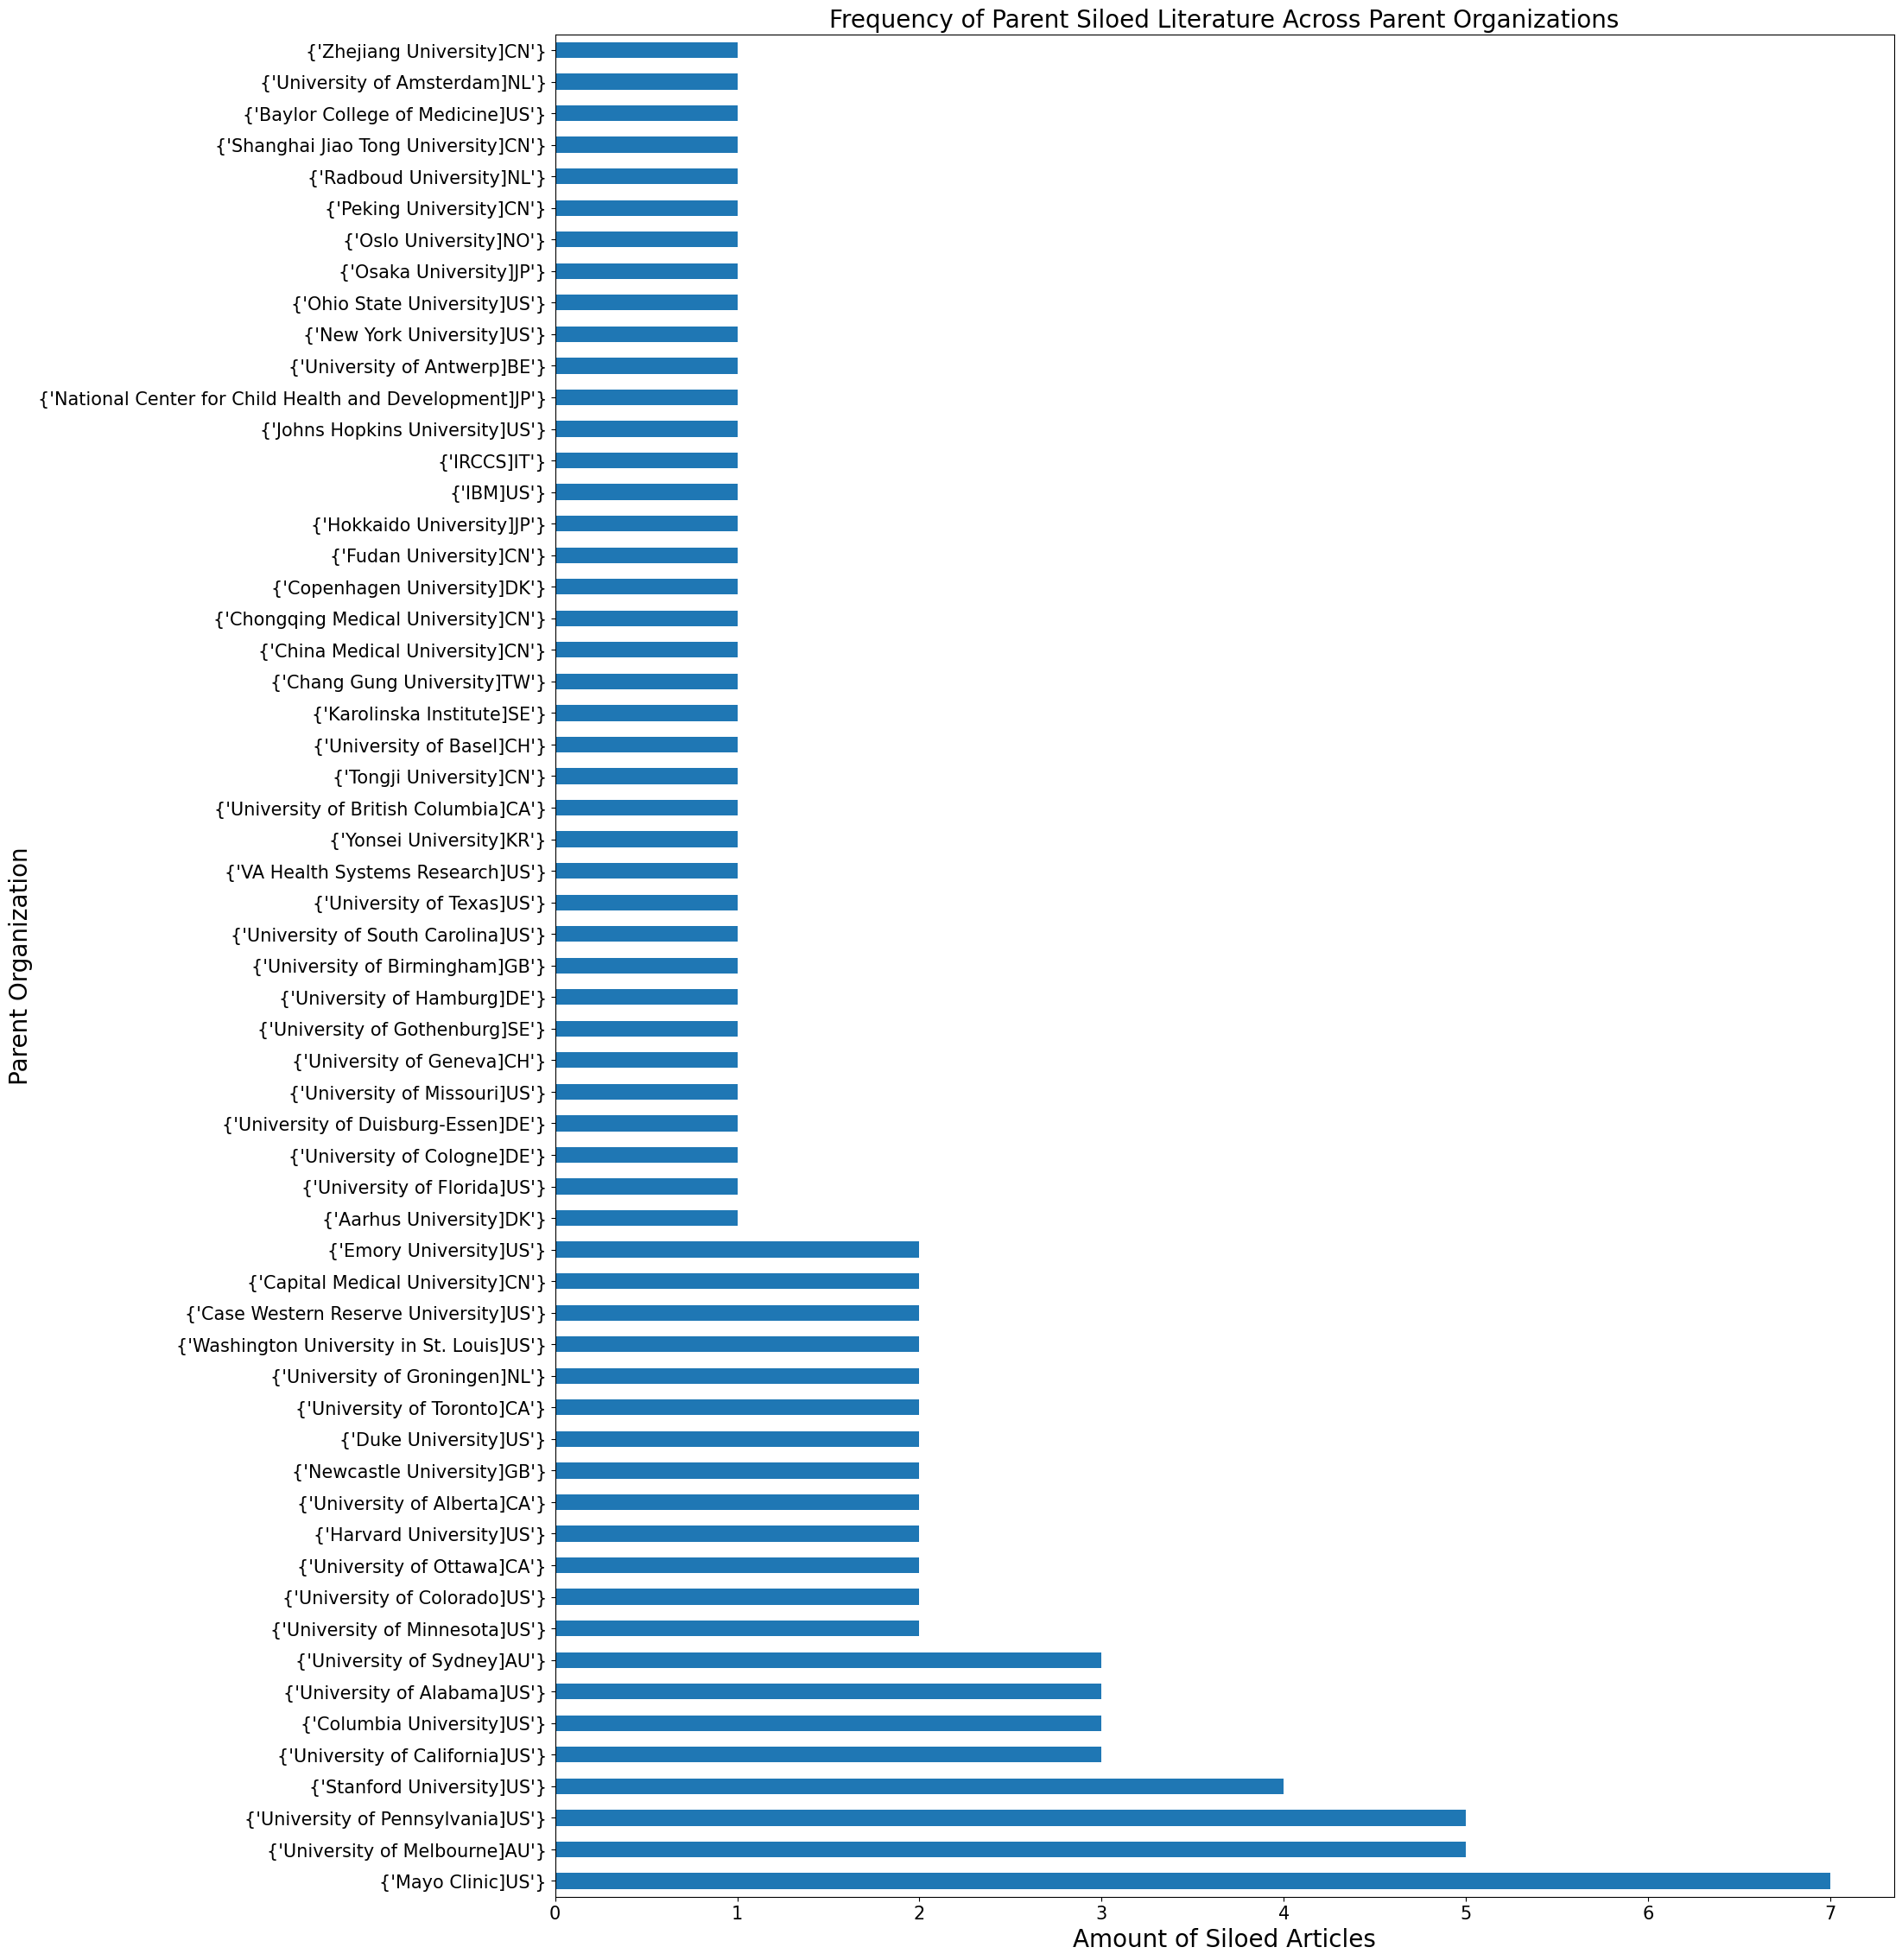 Frequency of Parent Siloed Literature Across Parent Organizations
{'Zhejiang University]CN'}
{'University of Amsterdam]NL'}
{'Baylor College of Medicine]US'}
{'Shanghai Jiao Tong University]CN'}
{'Radboud University]NL'}
{'Peking University]CN'}
{'Oslo University]NO'}
{'Osaka University]JP'}
{'Ohio State University]US'}
{'New York University]US'}
{'University of Antwerp]BE'}
{'National Center for Child Health and Development]JP'}
{'Johns Hopkins University]US'}
{'IRCCS]IT'}
{'IBM]US'}
{'Hokkaido University]JP'}
{'Fudan University]CN'}
{'Copenhagen University]DK'}
{'Chongqing Medical University]CN'}
{'China Medical University]CN'}
{'Chang Gung University]TW'}
{'Karolinska Institute]SE'}
{'University of Basel]CH'}
{'Tongji University]CN'}
{'University of British Columbia]CA'}
{'Yonsei University]KR'}
{'VA Health Systems Research]US'}
{'University of Texas]US'}
{'University of South Carolina]US'}
{'University of Birmingham]GB'}
{'University of Hamburg]DE'}
{'University of Gothenburg]SE'}
{'University of Geneva]CH'}
{'University of Missouri]US'}
{'University of Duisburg-Essen]DE'}
{'University of Cologne]DE'}
{'University of Florida]US'}
{'Aarhus University]DK'}
{'Emory University]US'}
{'Capital Medical University]CN'}
{'Case Western Reserve University]US'}
{'Washington University in St. Louis]US'}
{'University of Groningen]NL'}
{'University of Toronto]CA'}
{'Duke University]US'}
{'Newcastle University]GB'}
{'University of Alberta]CA'}
{'Harvard University]US'}
{'University of Ottawa]CA'}
{'University of Colorado]US'}
{'University of Minnesota]US'}
{'University of Sydney]AU'}
{'University of Alabama]US'}
{'Columbia University]US'}
{'University of California]US'}
{'Stanford University]US'}
{'University of Pennsylvania]US'}
{'University of Melbourne]AU'}
{'Mayo Clinic]US'}
Parent Organization
0 1 2 3 4 5 6 7
Amount of Siloed Articles